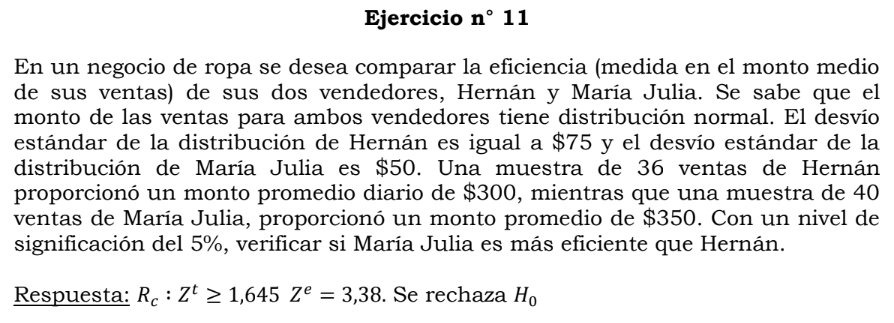 Ejercicio n° 11
En un negocio de ropa se desea comparar la eficiencia (medida en el monto medio
de sus ventas) de sus dos vendedores, Hernán y María Julia. Se sabe que el
monto de las ventas para ambos vendedores tiene distribución normal. El desvío
estándar de la distribución de Hernán es igual a $75 y el desvío estándar de la
distribución de María Julia es $50. Una muestra de 36 ventas de Hernán
proporcionó un monto promedio diario de $300, mientras que una muestra de 40
ventas de María Julia, proporcionó un monto promedio de $350. Con un nivel de
significación del 5%, verificar si María Julia es más eficiente que Hernán.
Respuesta: R_c : Z^t ≥ 1,645 Z^e = 3,38. Se rechaza H_0